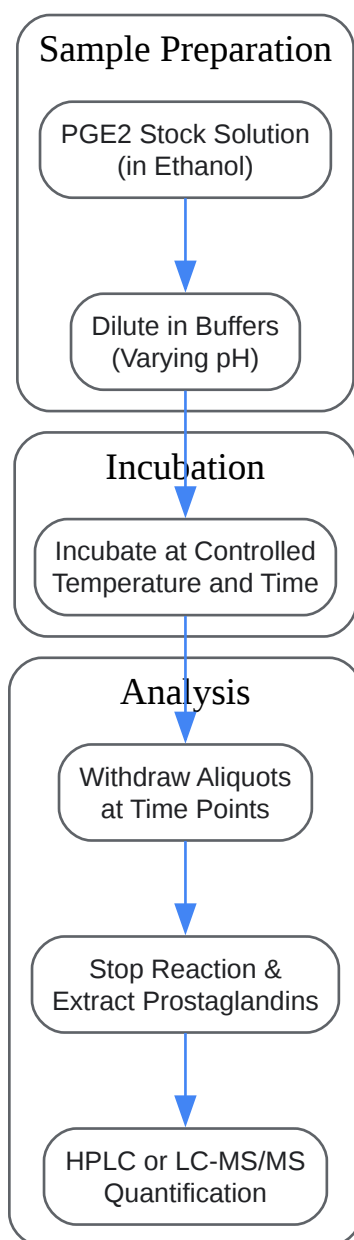 Sample Preparation
PGE2 Stock Solution
(in Ethanol)
Dilute in Buffers
(Varying pH)
Incubation
Incubate at Controlled
Temperature and Time
Analysis
Withdraw Aliquots
at Time Points
Stop Reaction &
Extract Prostaglandins
HPLC or LC-MS/MS
Quantification